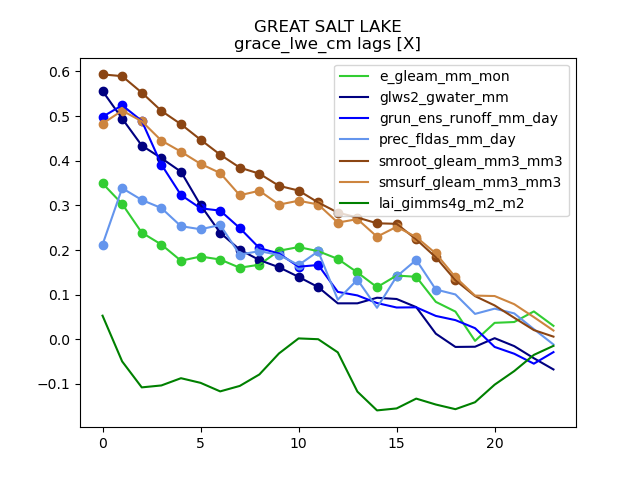 GREAT SALT LAKE
grace_lwe_cm lags [X]
e_gleam_mm_mon
glws2_gwater_mm
grun_ens_runoff_mm_day
prec_fldas_mm_day
smroot_gleam_mm3_mm3
smsurf_gleam_mm3_mm3
lai_gimms4g_m2_m2
0.6
0.5
0.4
0.3
0.2
0.1
0.0
−0.1
0 5 10 15 20